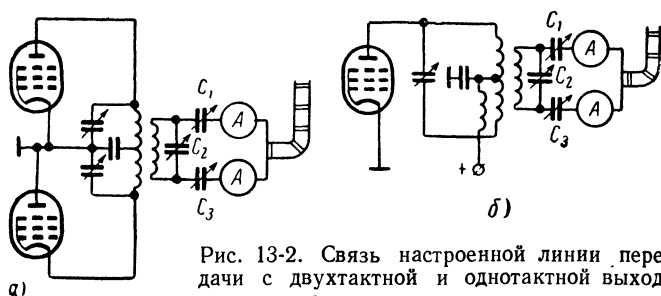 C₁
A
C₂
A
C₃
а)
C₁
A
C₂
A
C₃
+
б)
Рис. 13-2. Связь настроенной линии пере-
дачи с двухтактной и однотактной выход-